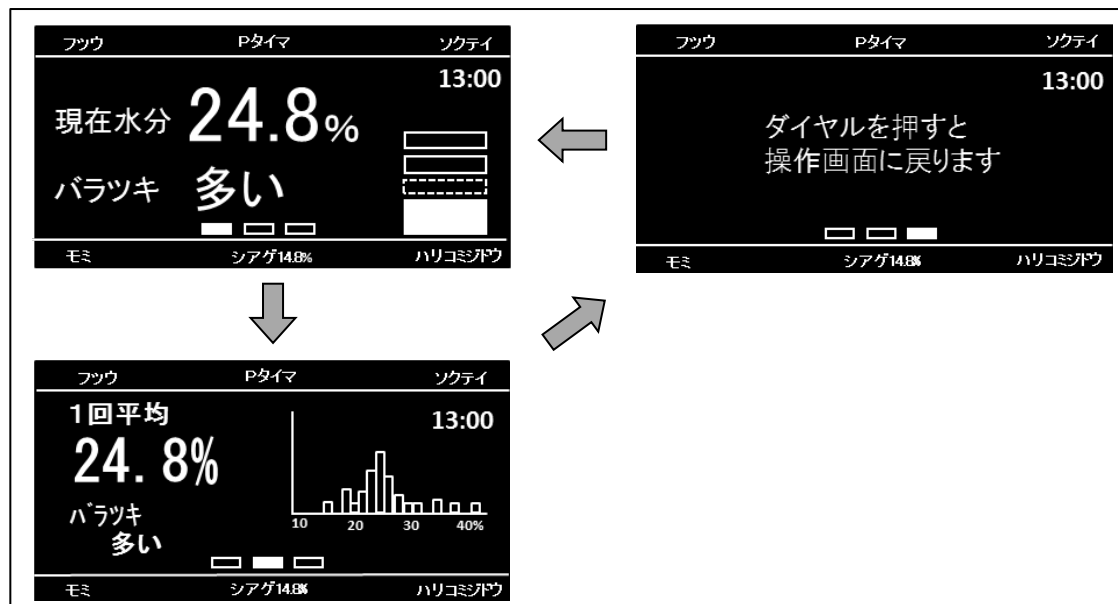 フツウ Pタイマ ソクテイ
13:00
現在水分 24.8%
バラツキ 多い
モミ シアゲ14.8% ハリコミジドウ
フツウ Pタイマ ソクテイ
13:00
ダイヤルを押すと
操作画面に戻ります
モミ シアゲ14.8% ハリコミジドウ
フツウ Pタイマ ソクテイ
1回平均
13:00
24.8%
バラツキ
多い
10 20 30 40%
モミ シアゲ14.8% ハリコミジドウ